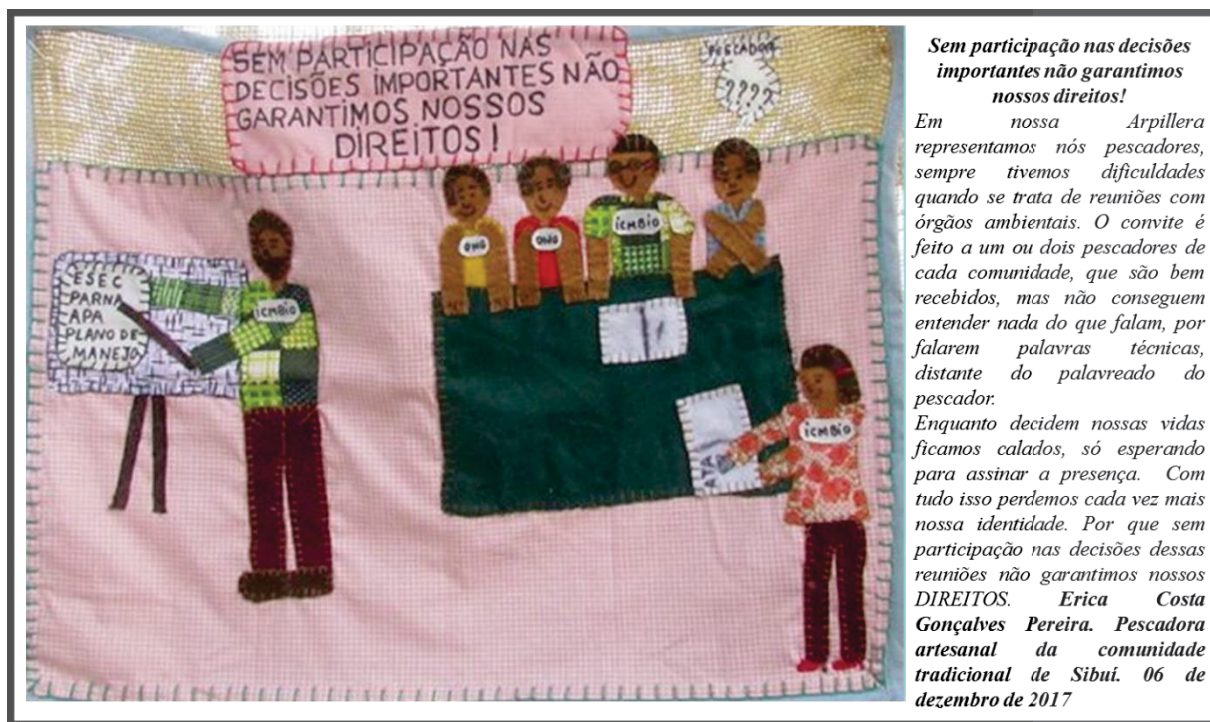 SEM PARTICIPAÇÃO NAS
DECISÕES IMPORTANTES NÃO
GARANTIMOS NOSSOS
DIREITOS!
PESCADOR
????
ESEC
PARNA
APA
PLANO DE
MANEJO
ICMBIO
ONG
ONG
ICMBIO
ATA
ICMBIO
Sem participação nas decisões
importantes não garantimos
nossos direitos!
Em nossa Arpillera
representamos nós pescadores,
sempre tivemos dificuldades
quando se trata de reuniões com
órgãos ambientais. O convite é
feito a um ou dois pescadores de
cada comunidade, que são bem
recebidos, mas não conseguem
entender nada do que falam, por
falarem palavras técnicas,
distante do palavreado do
pescador.
Enquanto decidem nossas vidas
ficamos calados, só esperando
para assinar a presença. Com
tudo isso perdemos cada vez mais
nossa identidade. Por que sem
participação nas decisões dessas
reuniões não garantimos nossos
DIREITOS. Erica Costa
Gonçalves Pereira. Pescadora
artesanal da comunidade
tradicional de Sibuí. 06 de
dezembro de 2017